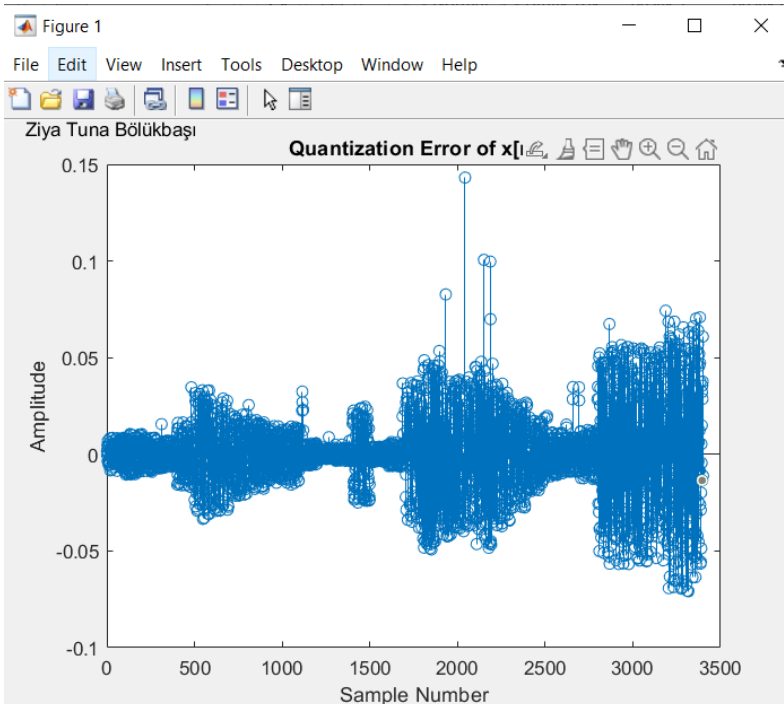 Figure 1
File Edit View Insert Tools Desktop Window Help
Ziya Tuna Bölükbaşı
Quantization Error of
0.15
0.1
0.05
0
-0.05
-0.1
Amplitude
0 500 1000 1500 2000 2500 3000 3500
Sample Number